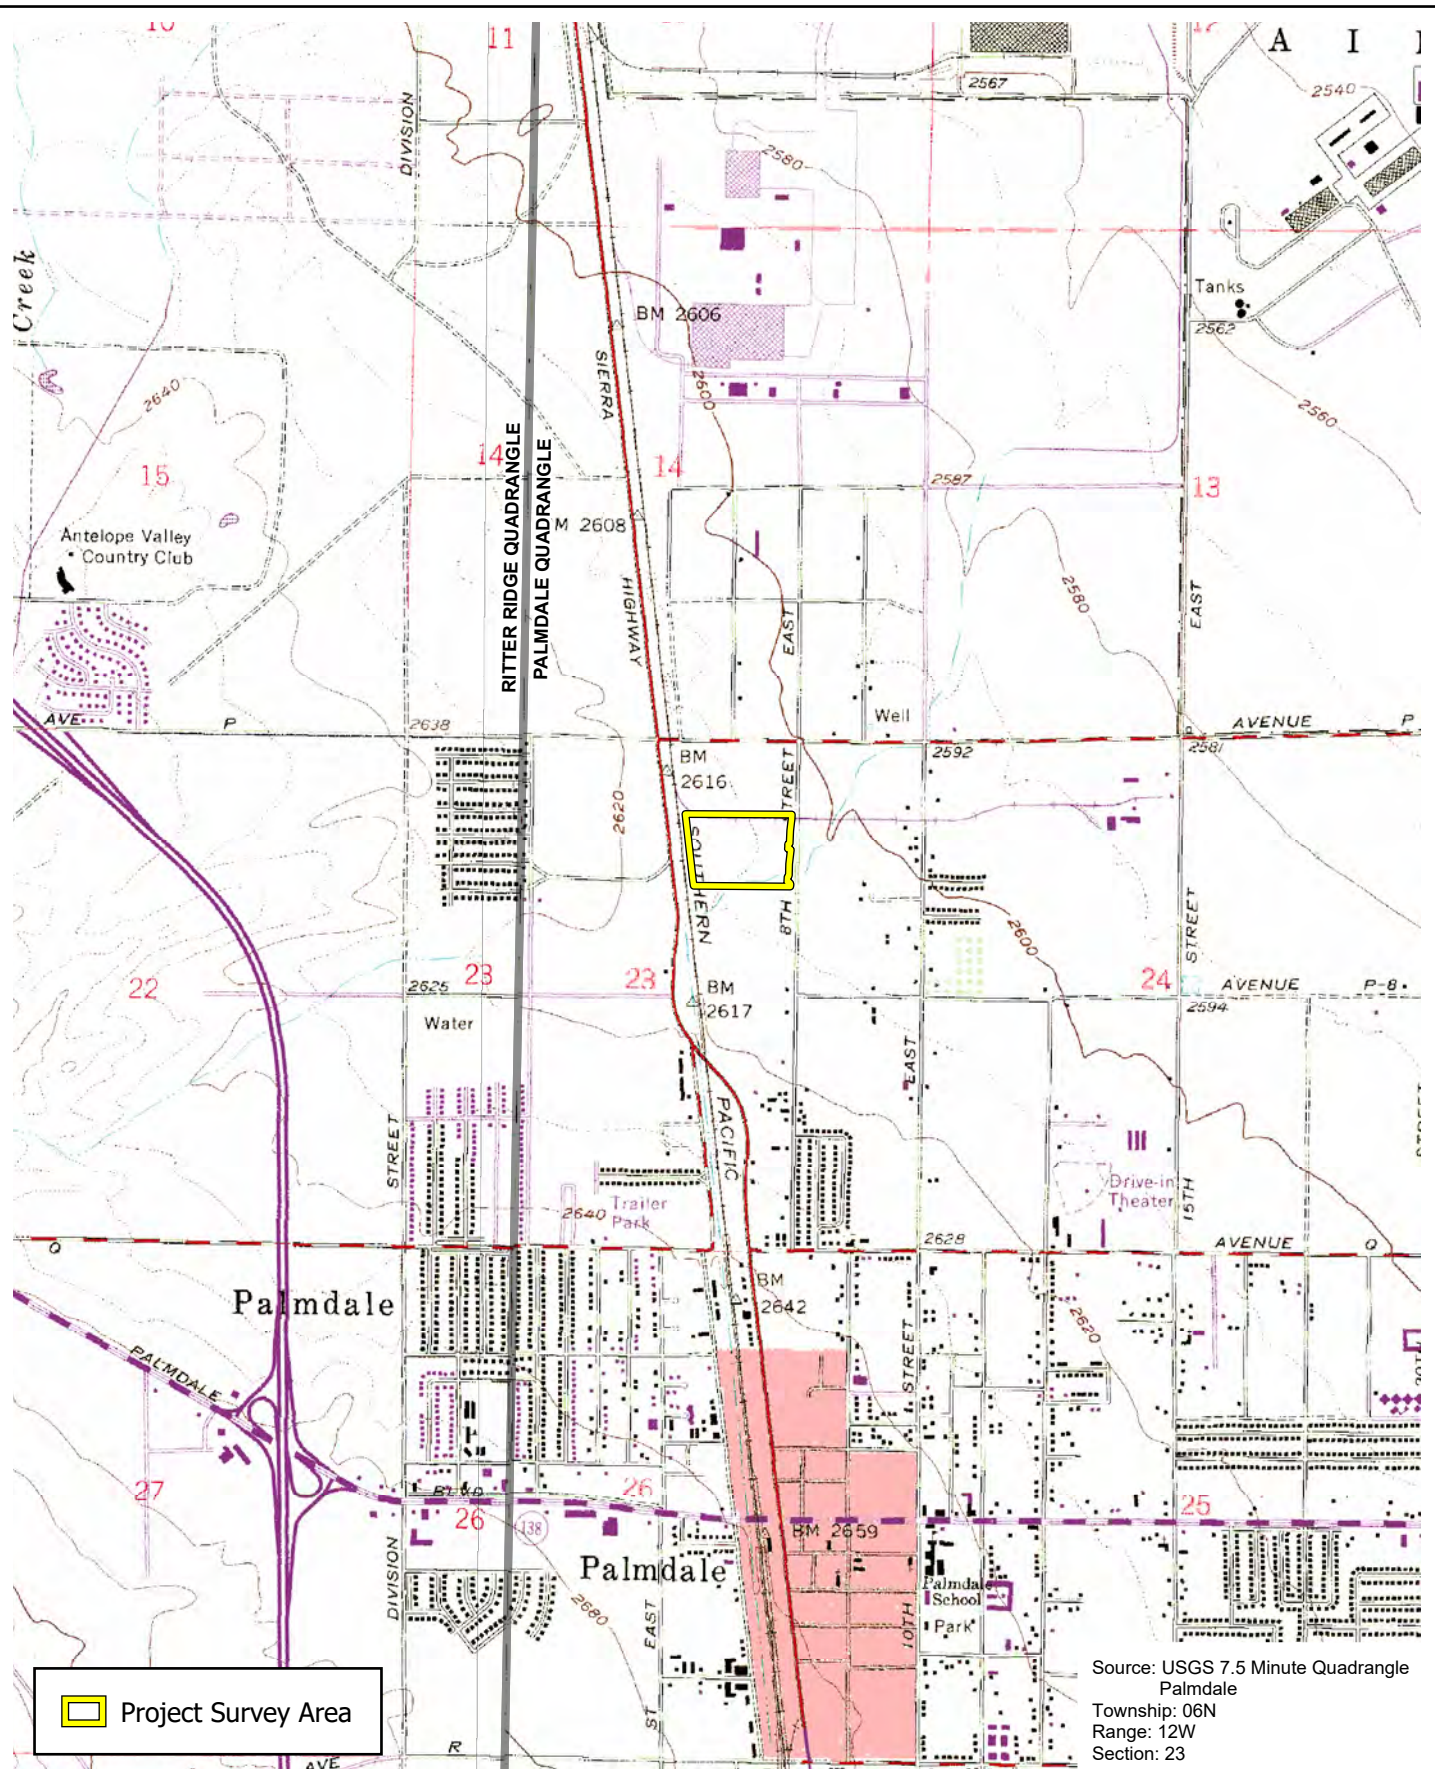 10
11
12
A I
2567
2540
DIVISION
2580
Creek
Tanks
BM 2606
2562
SIERRA
2640
2600
2560
RITTER RIDGE QUADRANGLE
PALMDALE QUADRANGLE
14
14
15
2587
13
M 2608
Antelope Valley
Country Club
HIGHWAY
2580
EAST
EAST
Well
AVE
P
2638
AVENUE
P
2592
2581
BM
2616
STREET
2620
SOUTHERN
8TH
STREET
2600
22
23
23
24
2625
AVENUE
P-8
BM
2617
2594
Water
EAST
PACIFIC
STREET
Drive-in
Theater
15TH
Trailer
Park
2640
Q
2628
AVENUE
Q
BM
2642
Palmdale
2620
STREET
PALMDALE
27
BLVD
26
26
25
138
BM 2659
Palmdale
DIVISION
2680
EAST
ST
10TH
Palmdale
School
Park
R
AVE
Project Survey Area
Source: USGS 7.5 Minute Quadrangle
Palmdale
Township: 06N
Range: 12W
Section: 23